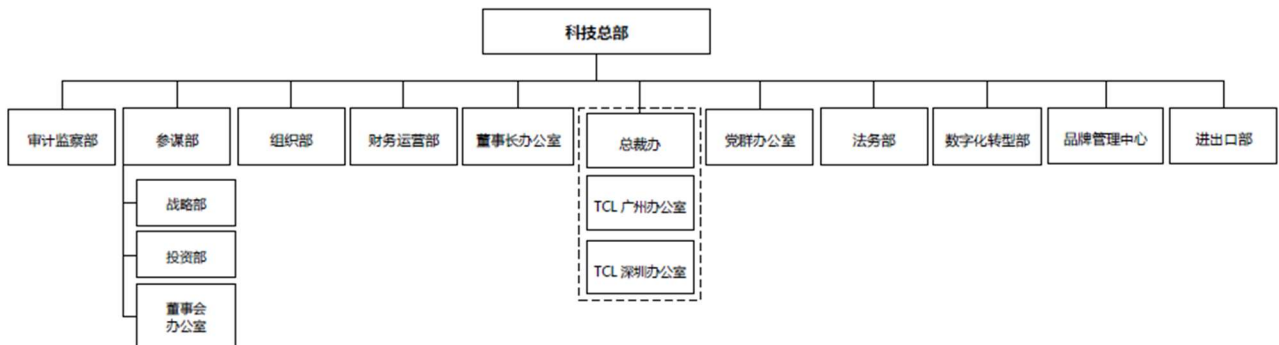 科技总部
审计监察部
参谋部
组织部
财务运营部
董事长办公室
总裁办
党群办公室
法务部
数字化转型部
品牌管理中心
进出口部
战略部
投资部
董事会
办公室
TCL 广州办公室
TCL 深圳办公室